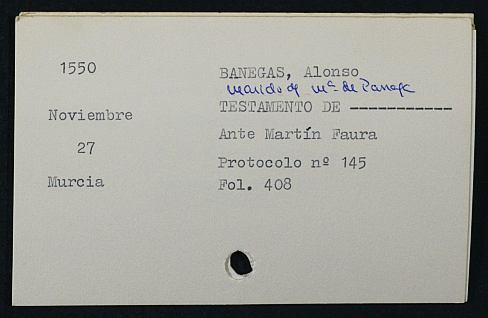 1550
BANEGAS, Alonso
marido de Mª de
TESTAMENTO DE -----------
Noviembre
Ante Martín Faura
27
Protocolo nº 145
Murcia
Fol. 408